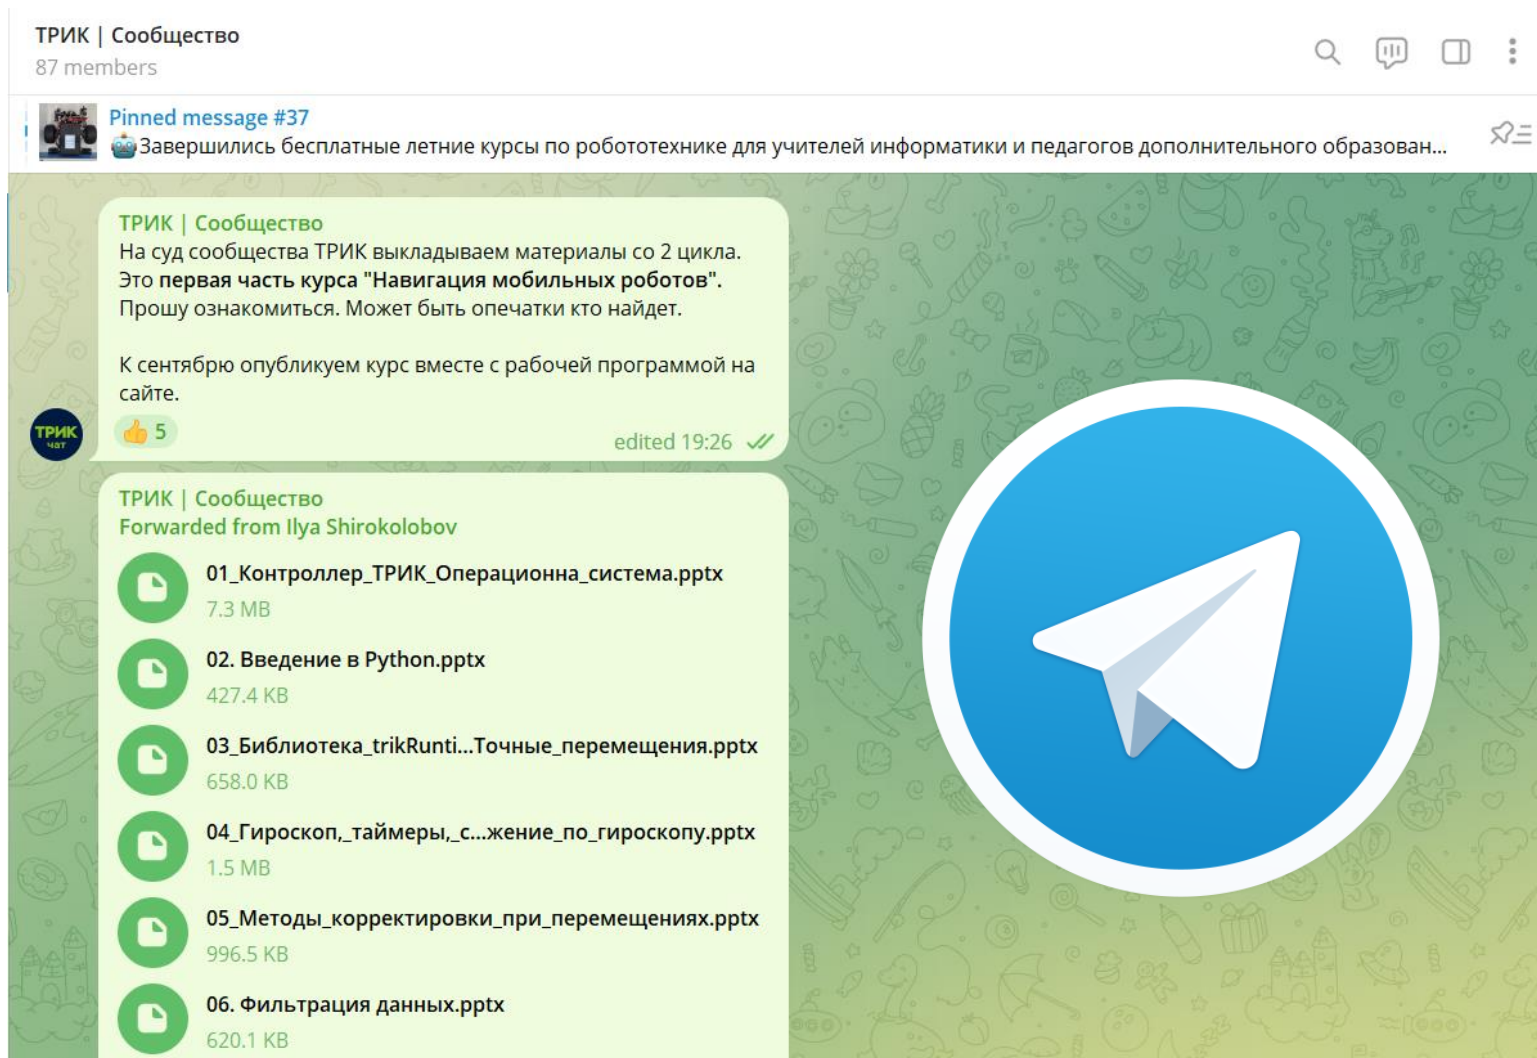 ТРИК | Сообщество
87 members
Pinned message #37
Завершились бесплатные летние курсы по робототехнике для учителей информатики и педагогов дополнительного образован...
ТРИК | Сообщество
На суд сообщества ТРИК выкладываем материалы со 2 цикла.
Это первая часть курса "Навигация мобильных роботов".
Прошу ознакомиться. Может быть опечатки кто найдет.
К сентябрю опубликуем курс вместе с рабочей программой на
сайте.
5
edited 19:26
ТРИК
чат
ТРИК | Сообщество
Forwarded from Ilya Shirokolobov
01_Контроллер_ТРИК_Операционна_система.pptx
7.3 MB
02. Введение в Python.pptx
427.4 KB
03_Библиотека_trikRunti...Точные_перемещения.pptx
658.0 KB
04_Гироскоп,_таймеры,_с...жение_по_гироскопу.pptx
1.5 MB
05_Методы_корректировки_при_перемещениях.pptx
996.5 KB
06. Фильтрация данных.pptx
620.1 KB